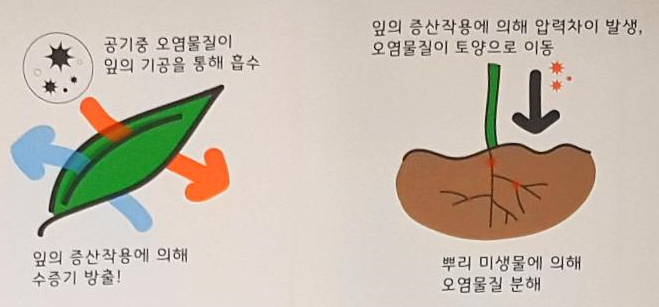 공기중 오염물질이
잎의 기공을 통해 흡수
잎의 증산작용에 의해
수증기 방출!
잎의 증산작용에 의해 압력차이 발생,
오염물질이 토양으로 이동
뿌리 미생물에 의해
오염물질 분해